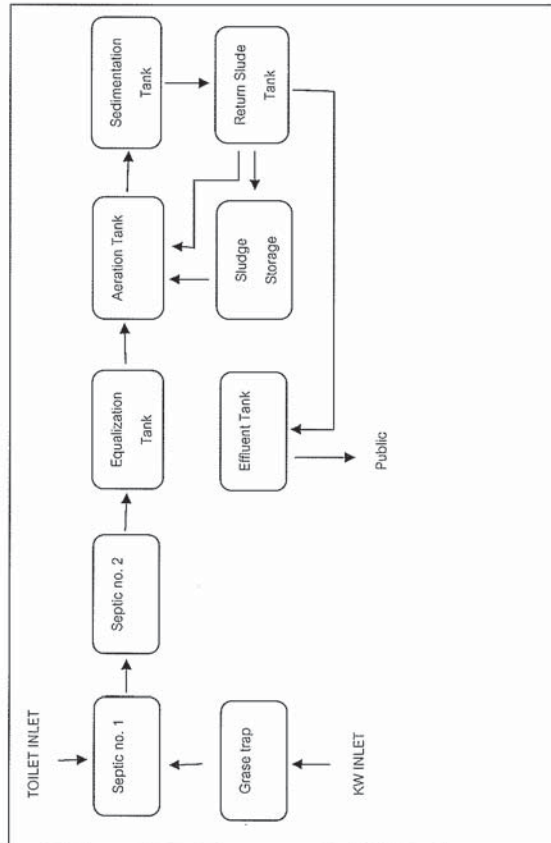 TOILET INLET
Septic no. 1
Septic no. 2
Equalization
Tank
Aeration Tank
Sedimentation
Tank
Grase trap
Effluent Tank
Sludge
Storage
Return Slude
Tank
KW INLET
Public